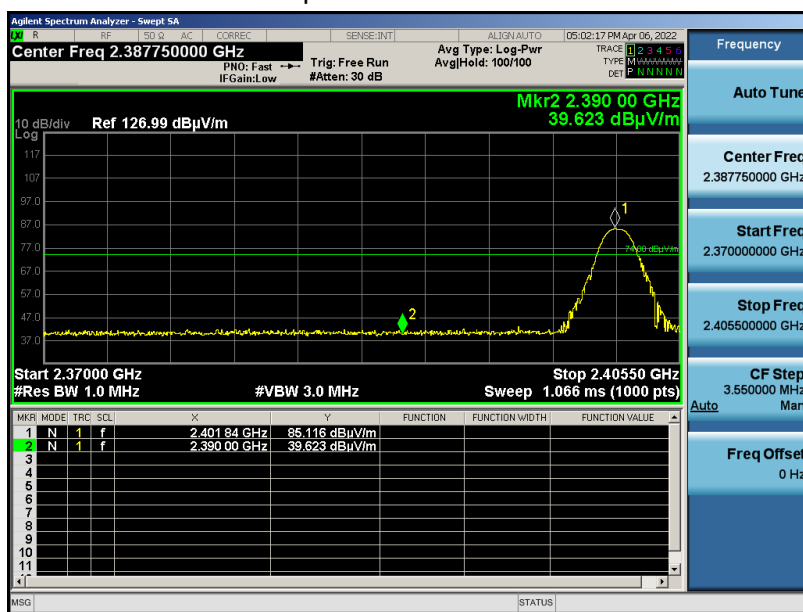 Agilent Spectrum Analyzer - Swept SA
LXI R RF 50 Ω AC CORREC SENSE:INT ALIGN AUTO 05:02:17 PM Apr 06, 2022
Center Freq 2.387750000 GHz
PNO: Fast
IFGain:Low
Trig: Free Run
#Atten: 30 dB
Avg Type: Log-Pwr
Avg|Hold: 100/100
TRACE 1 2 3 4 5 6
TYPE M WWWWW
DET P N N N N N
Mkr2 2.390 00 GHz
39.623 dBµV/m
10 dB/div Ref 126.99 dBµV/m
Log
117
107
97.0
87.0
77.0
67.0
57.0
47.0
37.0
1
74.00 dBµV/m
2
Start 2.37000 GHz Stop 2.40550 GHz
#Res BW 1.0 MHz #VBW 3.0 MHz Sweep 1.066 ms (1000 pts)
MKR MODE TRC SCL X Y FUNCTION FUNCTION WIDTH FUNCTION VALUE
1 N 1 f 2.401 84 GHz 85.116 dBµV/m
2 N 1 f 2.390 00 GHz 39.623 dBµV/m
3
4
5
6
7
8
9
10
11
MSG STATUS
Frequency
Auto Tune
Center Freq
2.387750000 GHz
Start Freq
2.370000000 GHz
Stop Freq
2.405500000 GHz
CF Step
3.550000 MHz
Auto Man
Freq Offset
0 Hz